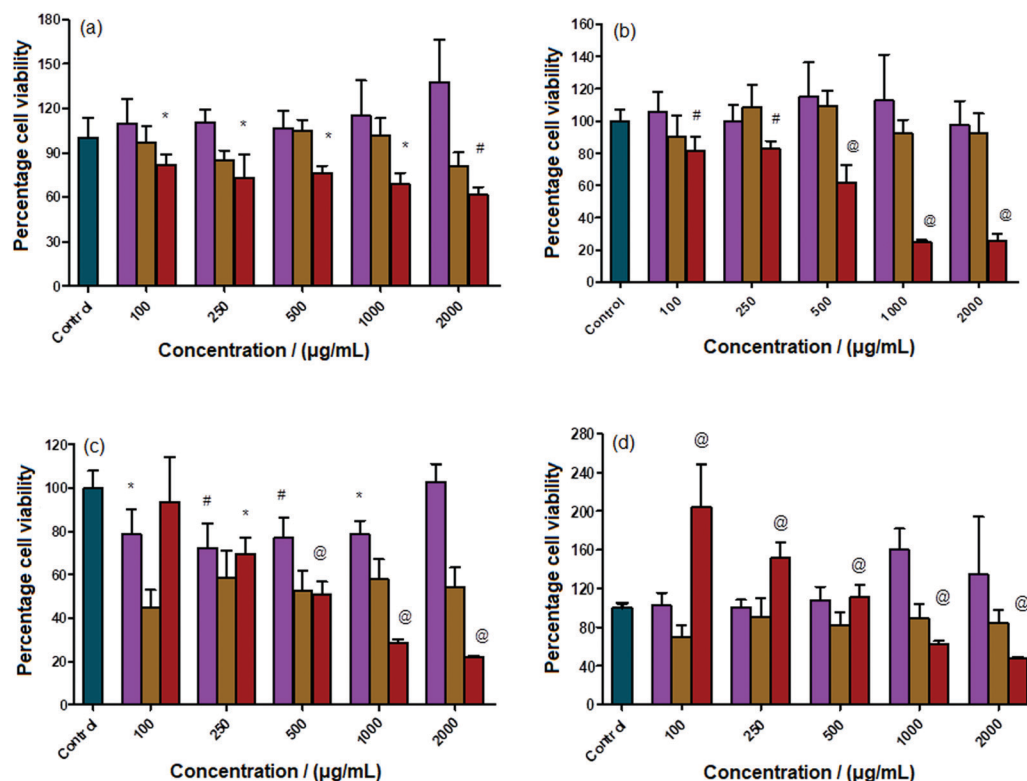 (a)
Percentage cell viability
180
150
120
90
60
30
0
* * * * #
Control 100 250 500 1000 2000
Concentration / (µg/mL)
(b)
Percentage cell viability
160
140
120
100
80
60
40
20
0
# # @ @ @
Control 100 250 500 1000 2000
Concentration / (µg/mL)
(c)
Percentage cell viability
120
100
80
60
40
20
0
* # * # @ * @ @
Control 100 250 500 1000 2000
Concentration / (µg/mL)
(d)
Percentage cell viability
280
240
200
160
120
80
40
0
@ @ @ @ @
Control 100 250 500 1000 2000
Concentration / (µg/mL)